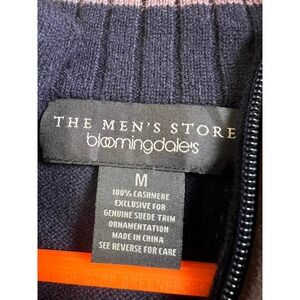 THE MEN'S STORE
bloomingdale's
M
100% CASHMERE
EXCLUSIVE FOR
GENUINE SUEDE TRIM
ORNAMENTATION
MADE IN CHINA
SEE REVERSE FOR CARE